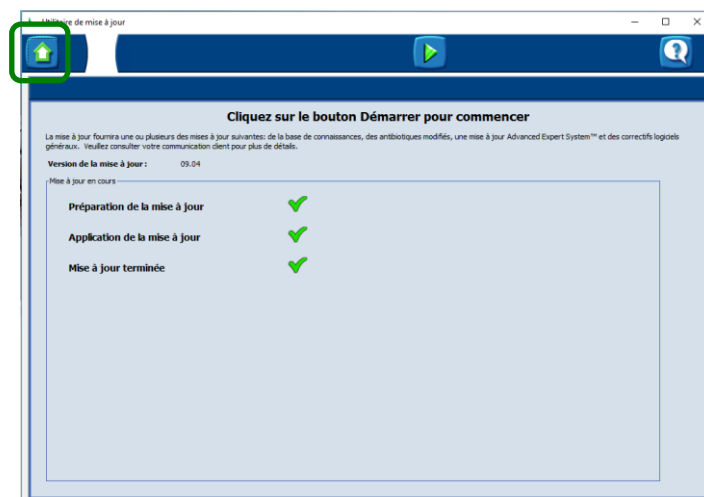 Utilitaire de mise à jour
Cliquez sur le bouton Démarrer pour commencer
La mise à jour fournira une ou plusieurs des mises à jour suivantes: de la base de connaissances, des antibiotiques modifiés, une mise à jour Advanced Expert System™ et des correctifs logiciels
généraux. Veuillez consulter votre communication client pour plus de détails.
Version de la mise à jour : 09.04
Mise à jour en cours
Préparation de la mise à jour
Application de la mise à jour
Mise à jour terminée